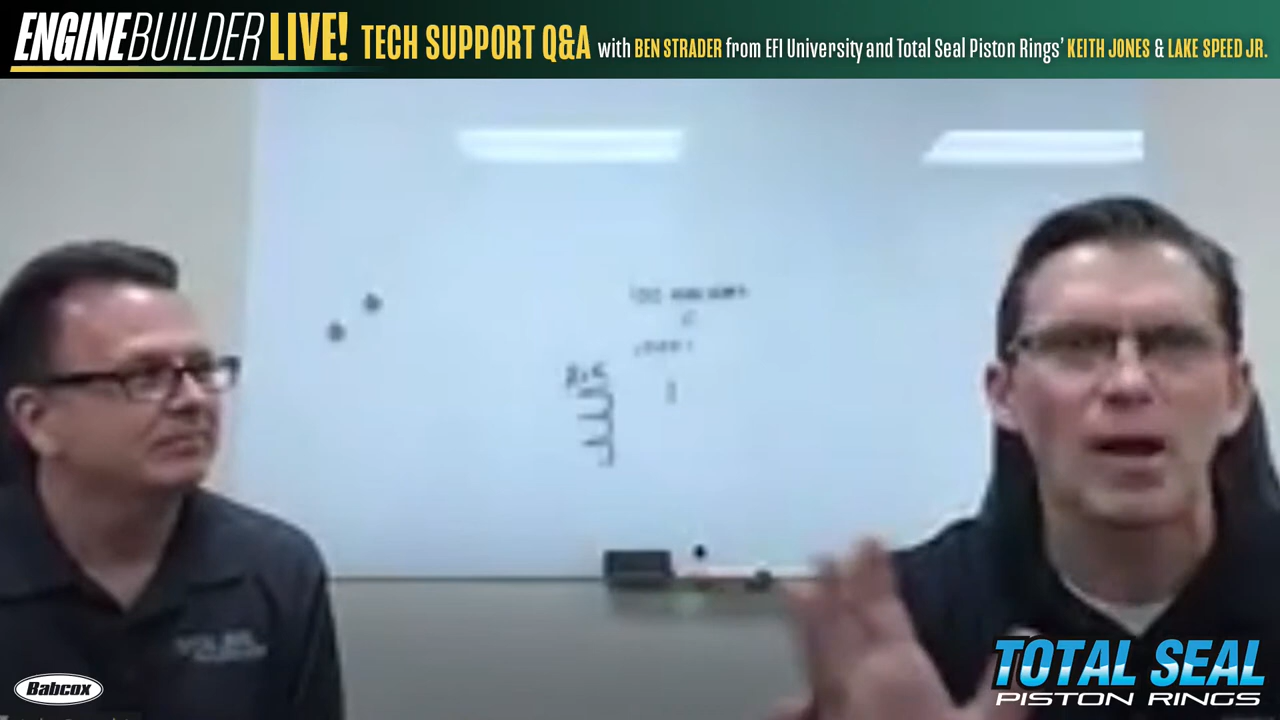 ENGINEBUILDER LIVE! TECH SUPPORT Q&A with BEN STRADER from EFI University and Total Seal Piston Rings' KEITH JONES & LAKE SPEED JR.
Babcox
TOTAL SEAL
PISTON RINGS